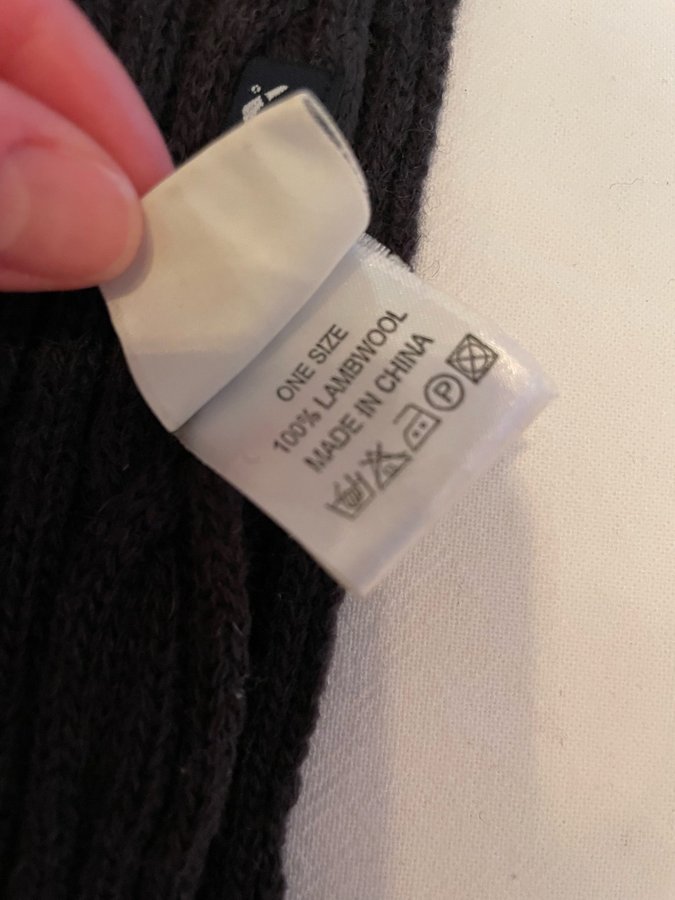 ONE SIZE
100% LAMBWOOL
MADE IN CHINA
P